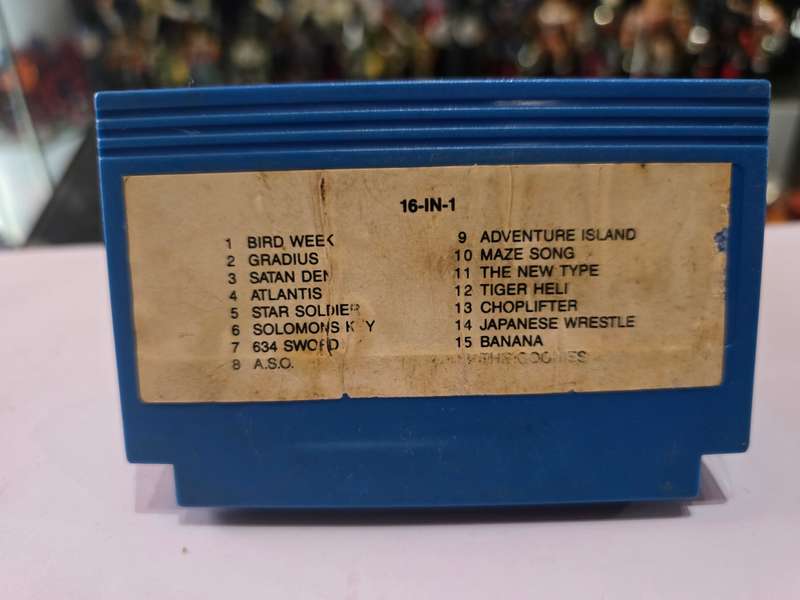 16-IN-1
1 BIRD WEEK
2 GRADIUS
3 SATAN DEN
4 ATLANTIS
5 STAR SOLDIER
6 SOLOMONS KEY
7 634 SWORD
8 A.S.O.
9 ADVENTURE ISLAND
10 MAZE SONG
11 THE NEW TYPE
12 TIGER HELI
13 CHOPLIFTER
14 JAPANESE WRESTLE
15 BANANA
THE GOONIES